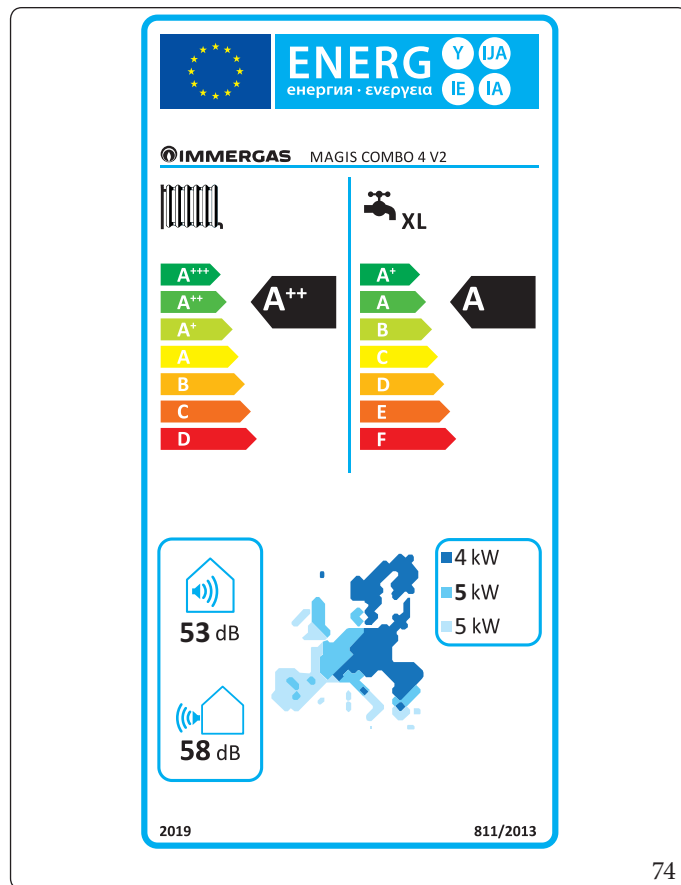 ENERG Y IJA
енергия · ενεργεια IE IA
IMMERGAS MAGIS COMBO 4 V2
XL
A+++
A++
A+
A
B
C
D
A++
A+
A
B
C
D
E
F
A
53 dB
58 dB
4 kW
5 kW
5 kW
2019 811/2013
74